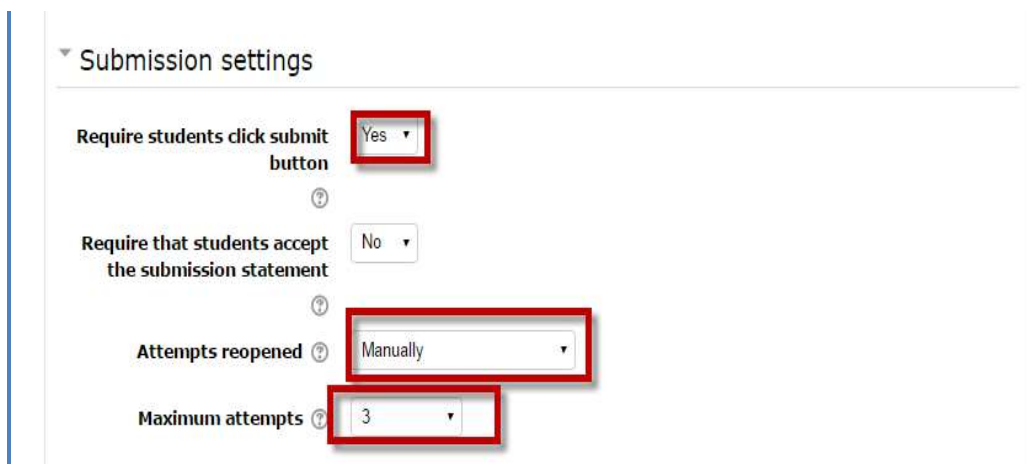 Submission settings
Require students click submit Yes
button
Require that students accept No
the submission statement
Attempts reopened Manually
Maximum attempts 3